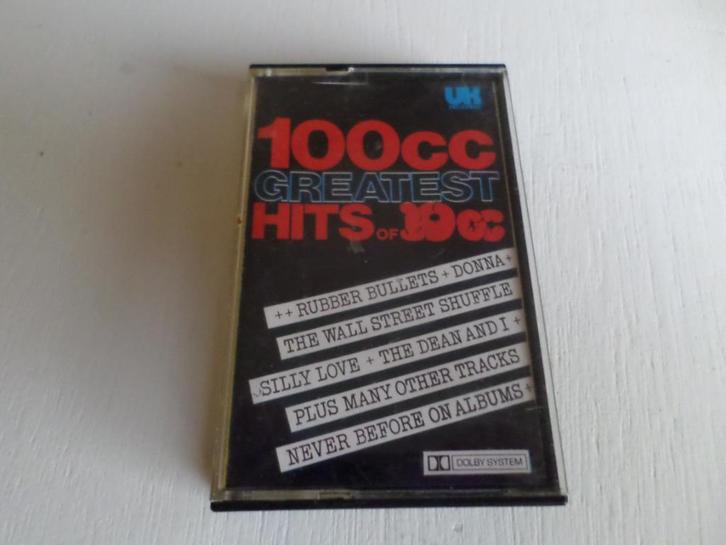 UK
100cc
GREATEST
HITS OF 10cc
++ RUBBER BULLETS + DONNA +
THE WALL STREET SHUFFLE
SILLY LOVE + THE DEAN AND I +
PLUS MANY OTHER TRACKS
NEVER BEFORE ON ALBUMS +
DOLBY SYSTEM